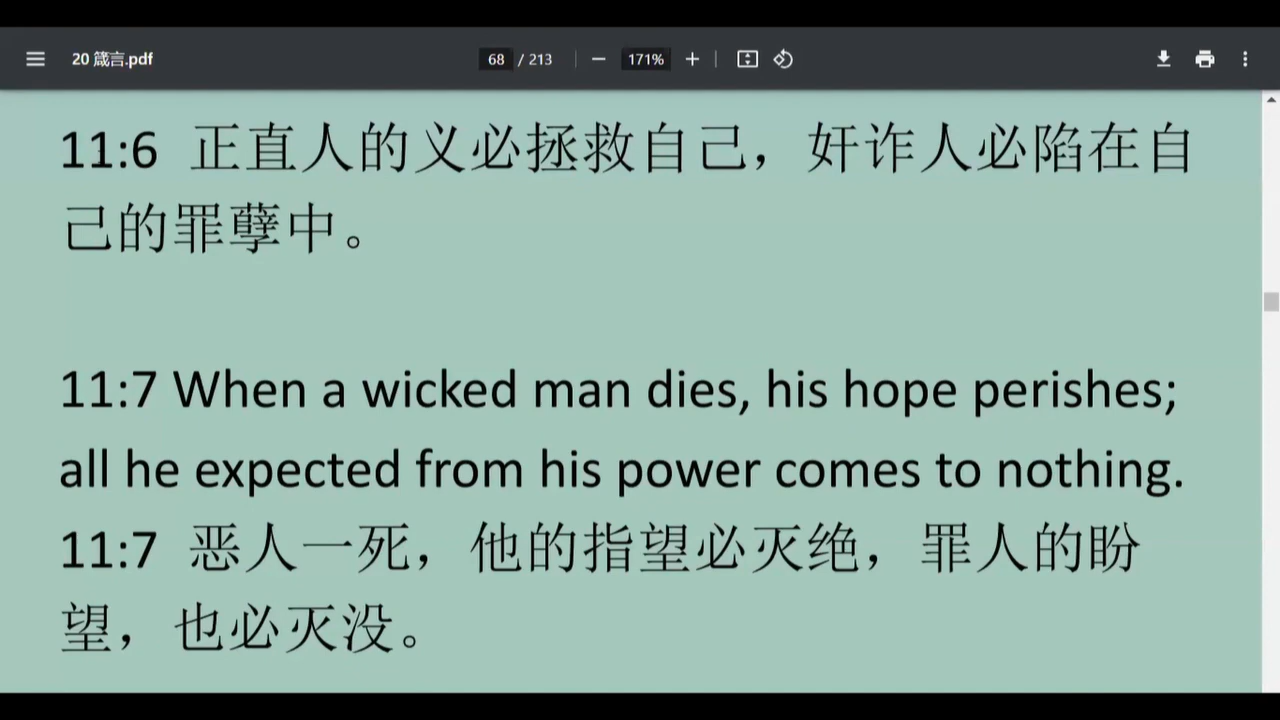 20 箴言.pdf
68 / 213
171%
11:6 正直人的义必拯救自己，奸诈人必陷在自
己的罪孽中。
11:7 When a wicked man dies, his hope perishes;
all he expected from his power comes to nothing.
11:7 恶人一死，他的指望必灭绝，罪人的盼
望，也必灭没。